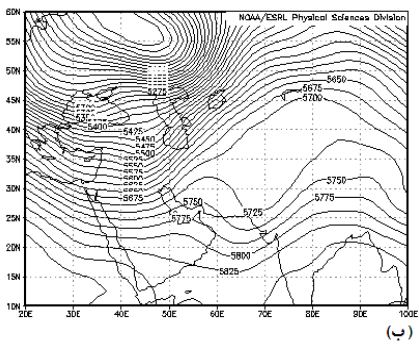 NOAA/ESRL Physical Sciences Division
60N
55N
50N
45N
40N
35N
30N
25N
20N
15N
10N
5275
5650
5675
5700
5400
5425
5450
5475
5500
5675
5750
5775
5725
5750
5775
5800
5825
20E
30E
40E
50E
60E
70E
80E
90E
100E
(ب)